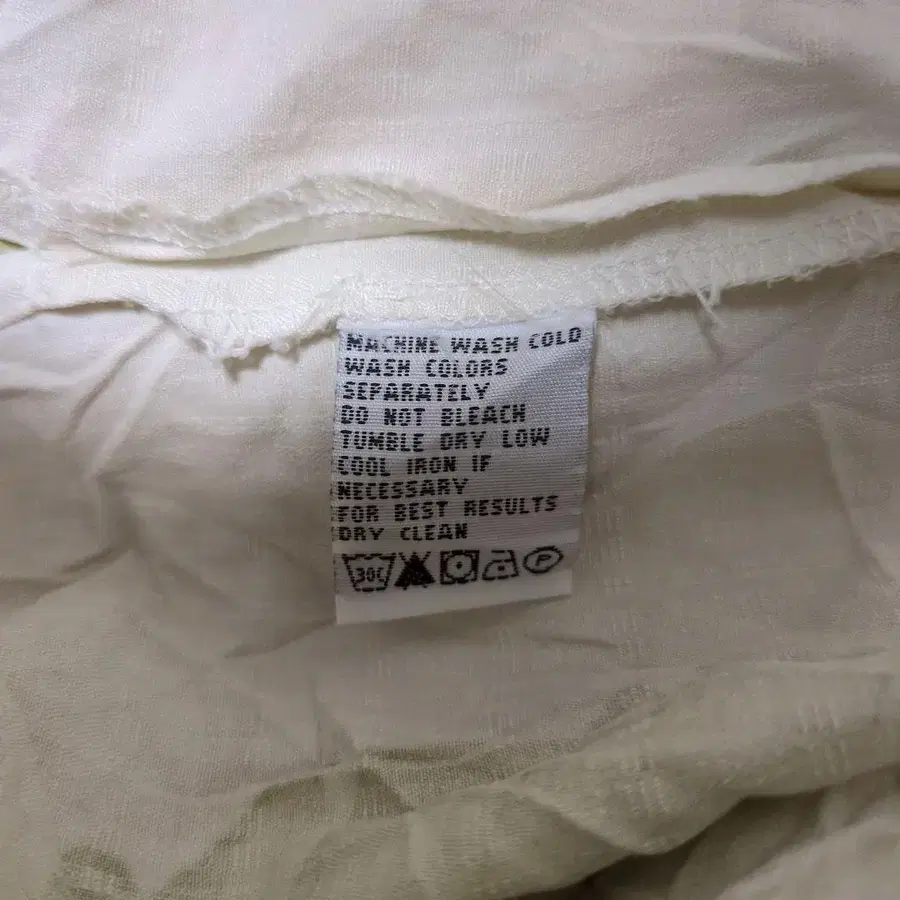 MACHINE WASH COLD
WASH COLORS
SEPARATELY
DO NOT BLEACH
TUMBLE DRY LOW
COOL IRON IF
NECESSARY
FOR BEST RESULTS
DRY CLEAN
30C P